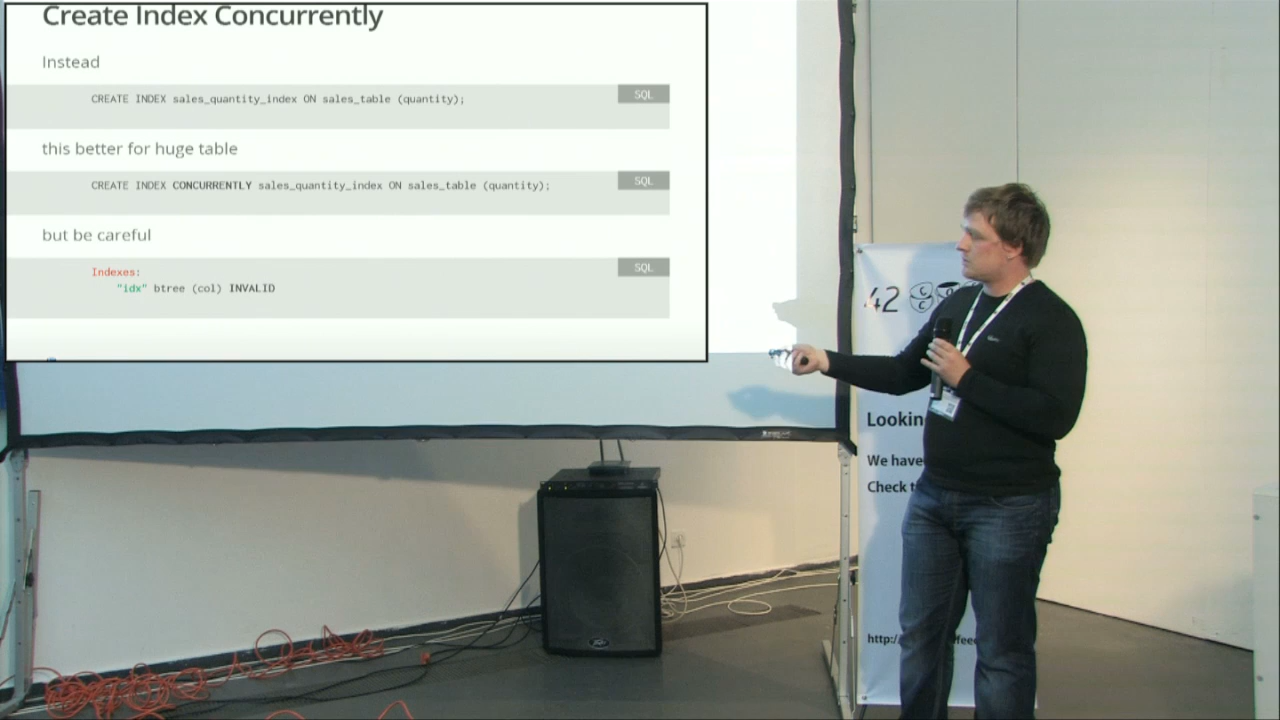 Create Index Concurrently
Instead
CREATE INDEX sales_quantity_index ON sales_table (quantity);
SQL
this better for huge table
CREATE INDEX CONCURRENTLY sales_quantity_index ON sales_table (quantity);
SQL
but be careful
Indexes:
SQL
"idx" btree (col) INVALID
42
Lookin
We have
Check t
http:/